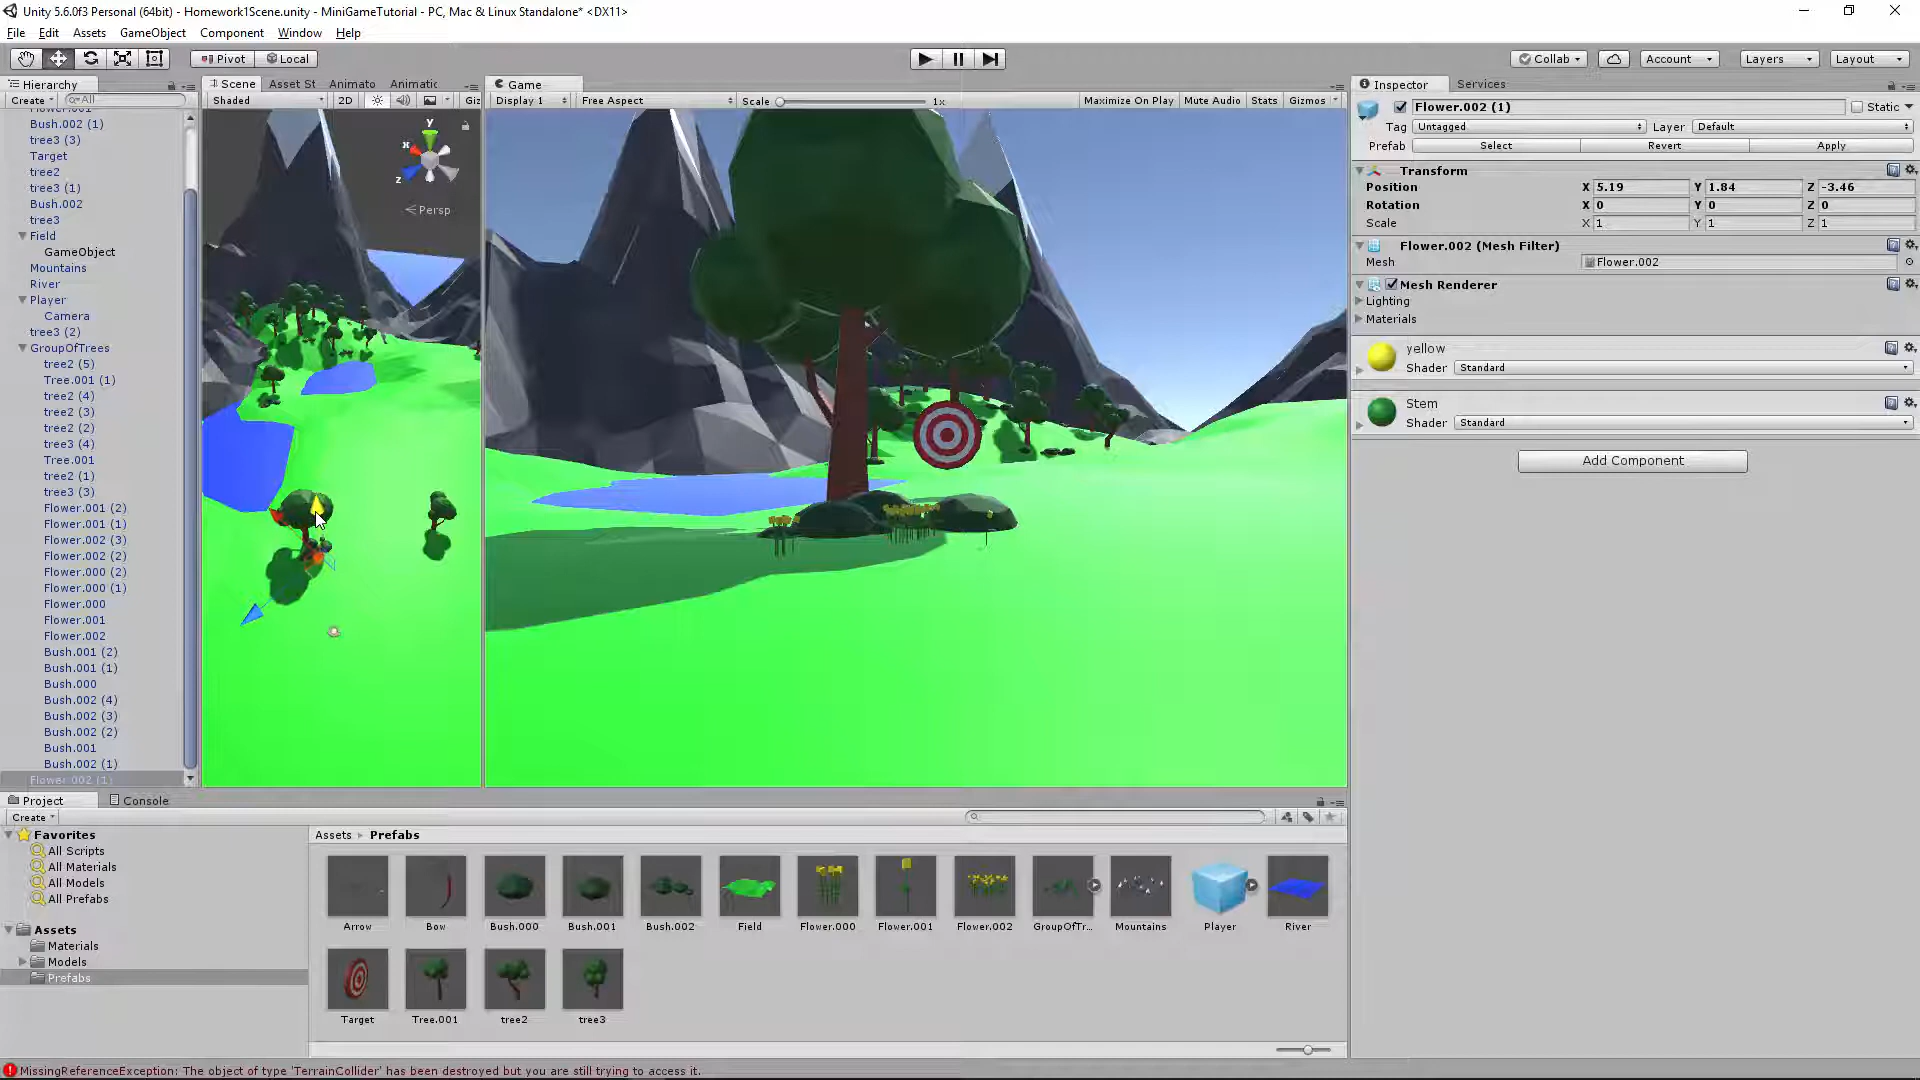 Unity 5.6.0f3 Personal (64bit) - Homework1Scene.unity - MiniGameTutorial - PC, Mac & Linux Standalone* <DX11>
File Edit Assets GameObject Component Window Help
Pivot Local
Collab Account Layers Layout
Hierarchy
Create All
Bush.002 (1)
tree3 (3)
Target
tree2
tree3 (1)
Bush.002
tree3
Field
GameObject
Mountains
River
Player
Camera
tree3 (2)
GroupOfTrees
tree2 (5)
Tree.001 (1)
tree2 (4)
tree2 (3)
tree2 (2)
tree3 (4)
Tree.001
tree2 (1)
tree3 (3)
Flower.001 (2)
Flower.001 (1)
Flower.002 (3)
Flower.002 (2)
Flower.000 (2)
Flower.000 (1)
Flower.000
Flower.001
Flower.002
Bush.001 (2)
Bush.001 (1)
Bush.000
Bush.002 (4)
Bush.002 (3)
Bush.002 (2)
Bush.001
Bush.002 (1)
Flower.002 (1)
Scene Asset St Animato Animatic
Shaded 2D Giz
y
x
z
Persp
Game
Display 1 Free Aspect Scale 1x Maximize On Play Mute Audio Stats Gizmos
Inspector Services
Flower.002 (1) Static
Tag Untagged Layer Default
Prefab Select Revert Apply
Transform
Position X 5.19 Y 1.84 Z -3.46
Rotation X 0 Y 0 Z 0
Scale X 1 Y 1 Z 1
Flower.002 (Mesh Filter)
Mesh Flower.002
Mesh Renderer
Lighting
Materials
yellow
Shader Standard
Stem
Shader Standard
Add Component
Project Console
Create
Favorites
All Scripts
All Materials
All Models
All Prefabs
Assets
Materials
Models
Prefabs
Assets Prefabs
Arrow Bow Bush.000 Bush.001 Bush.002 Field Flower.000 Flower.001 Flower.002 GroupOfTr... Mountains Player River
Target Tree.001 tree2 tree3
MissingReferenceException: The object of type 'TerrainCollider' has been destroyed but you are still trying to access it.